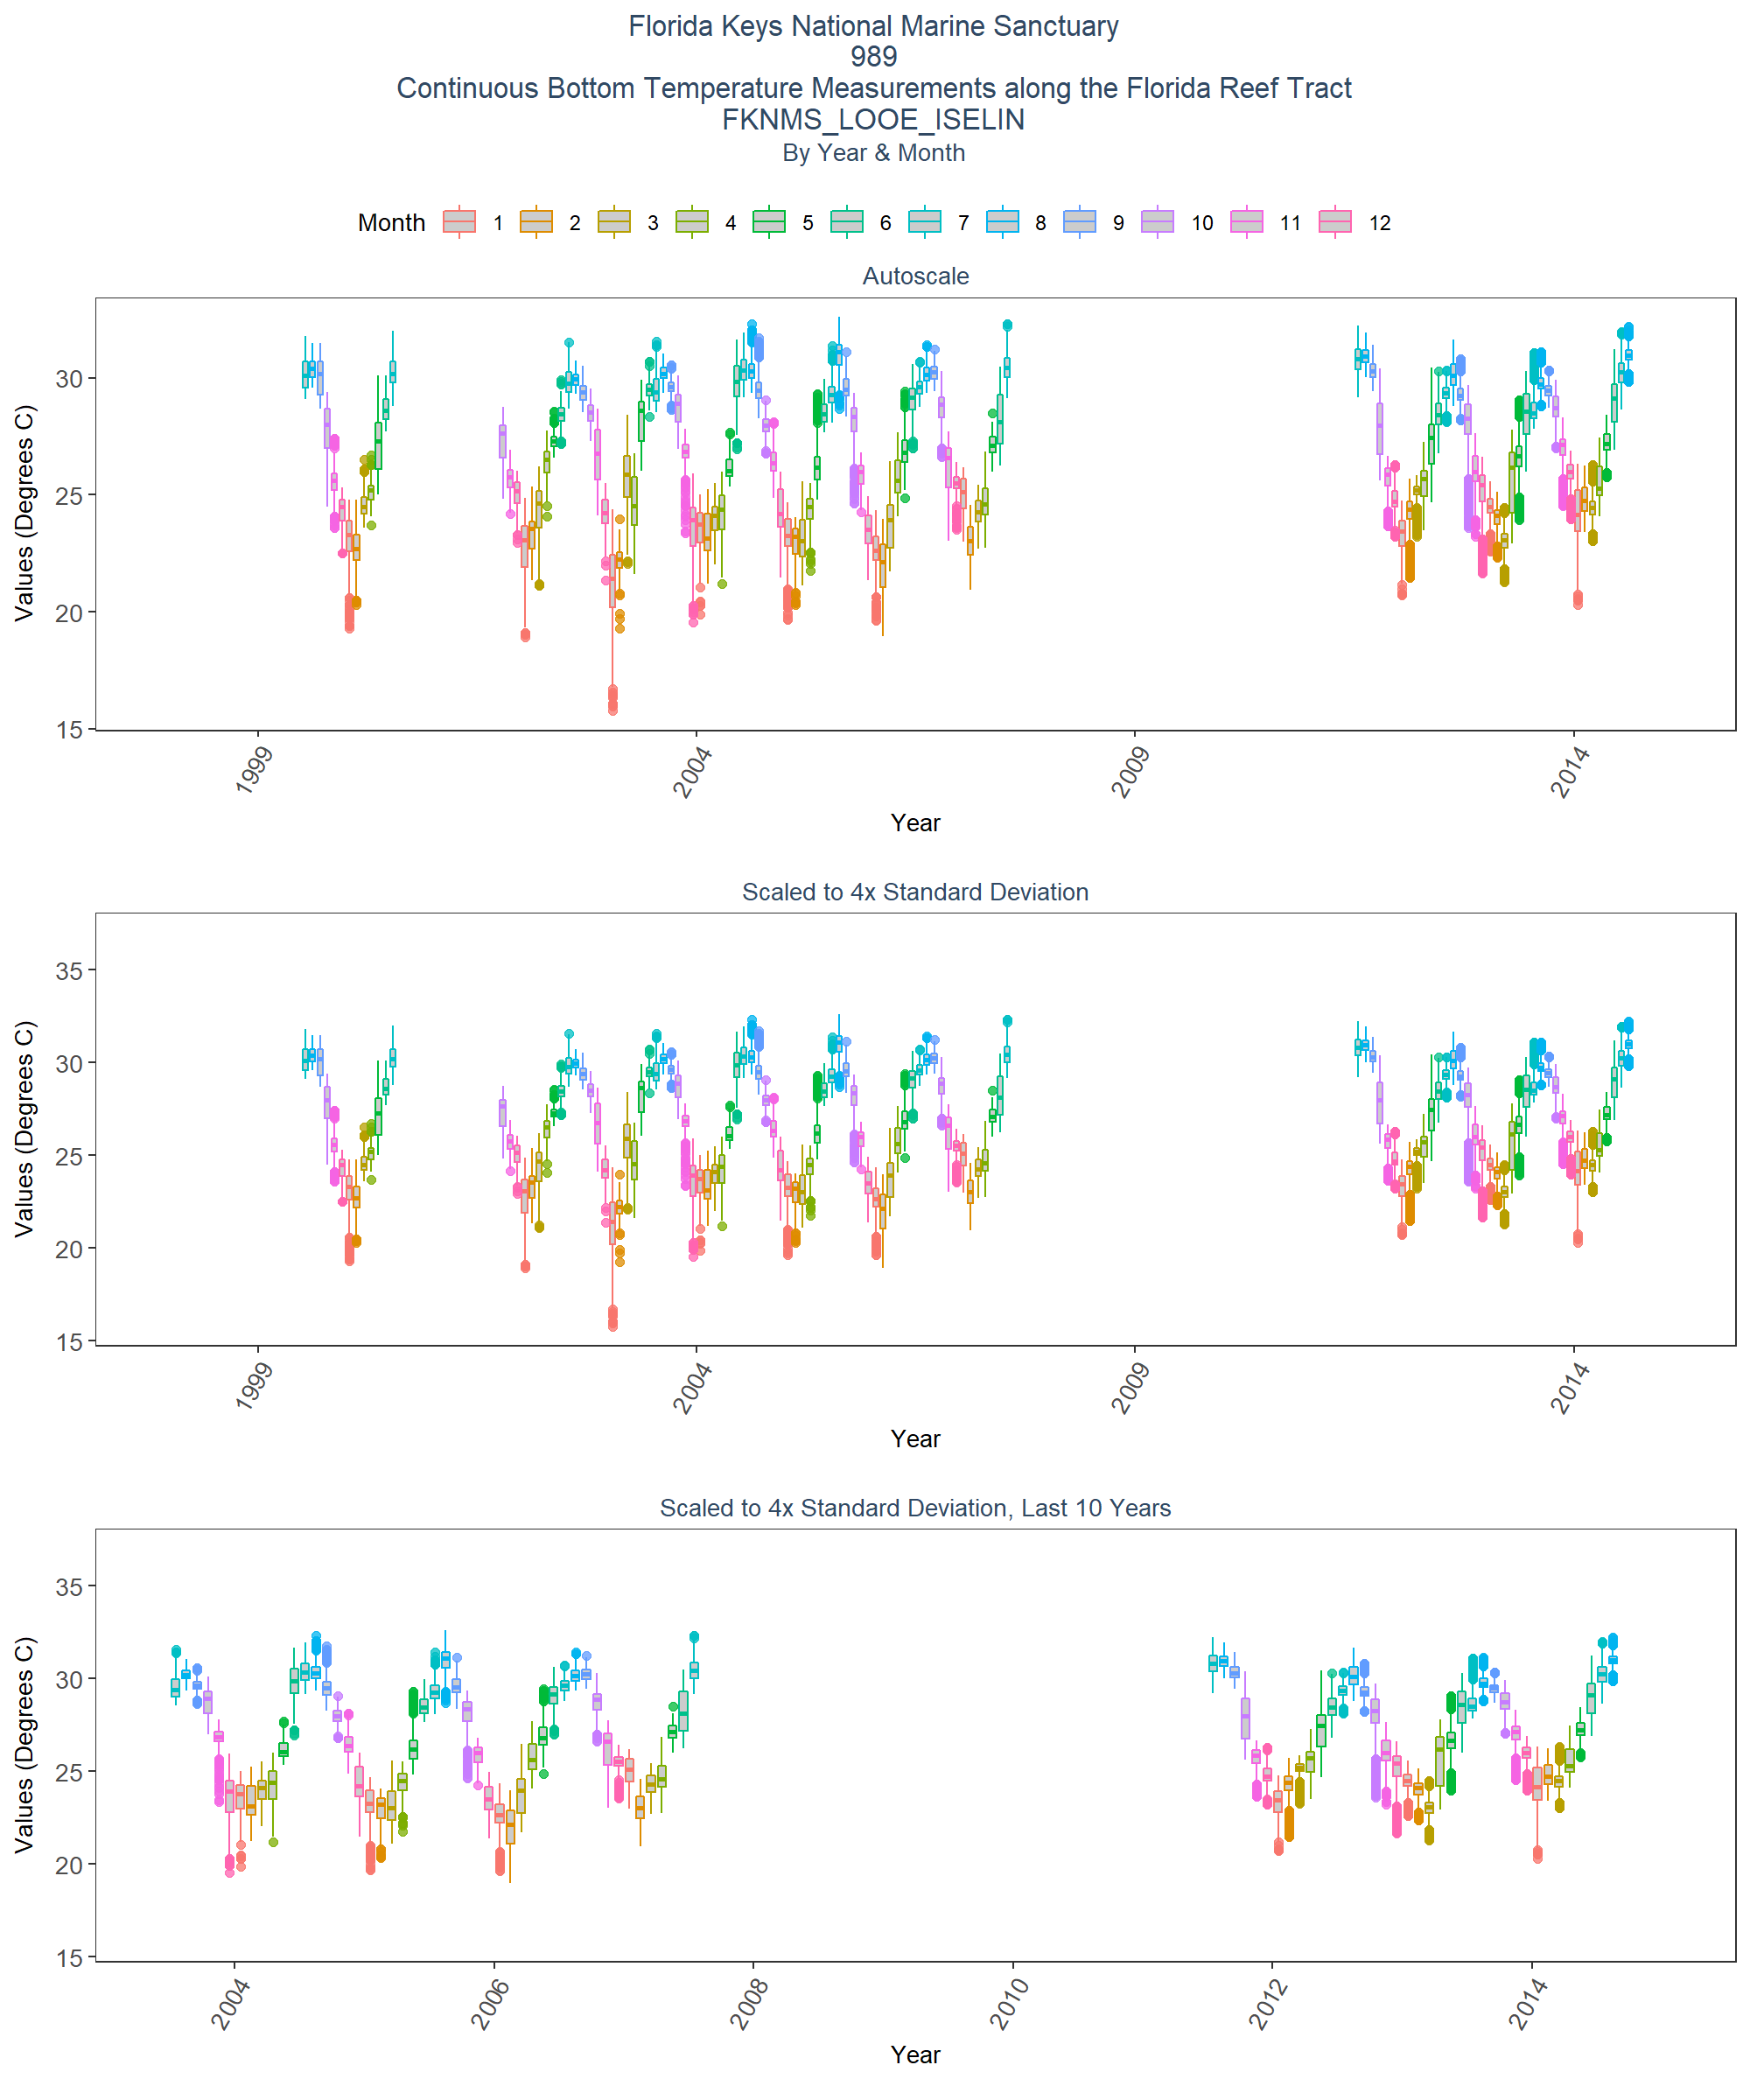 Florida Keys National Marine Sanctuary
989
Continuous Bottom Temperature Measurements along the Florida Reef Tract
FKNMS_LOOE_ISELIN
By Year & Month
Month 1 2 3 4 5 6 7 8 9 10 11 12
Autoscale
Values (Degrees C)
30
25
20
15
1999 2004 2009 2014
Year
Scaled to 4x Standard Deviation
Values (Degrees C)
35
30
25
20
15
1999 2004 2009 2014
Year
Scaled to 4x Standard Deviation, Last 10 Years
Values (Degrees C)
35
30
25
20
15
2004 2006 2008 2010 2012 2014
Year